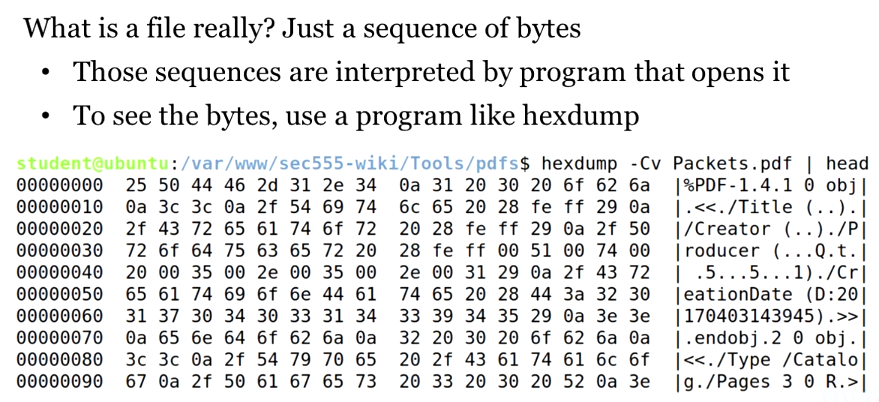 What is a file really? Just a sequence of bytes
• Those sequences are interpreted by program that opens it
• To see the bytes, use a program like hexdump
student@ubuntu:/var/www/sec555-wiki/Tools/pdfs$ hexdump -Cv Packets.pdf | head
00000000  25 50 44 46 2d 31 2e 34  0a 31 20 30 20 6f 62 6a  |%PDF-1.4.1 0 obj|
00000010  0a 3c 3c 0a 2f 54 69 74  6c 65 20 28 fe ff 29 0a  |.<<./Title (..).|
00000020  2f 43 72 65 61 74 6f 72  20 28 fe ff 29 0a 2f 50  |/Creator (..)./P|
00000030  72 6f 64 75 63 65 72 20  28 fe ff 00 51 00 74 00  |roducer (...Q.t.|
00000040  20 00 35 00 2e 00 35 00  2e 00 31 29 0a 2f 43 72  | .5...5...1)./Cr|
00000050  65 61 74 69 6f 6e 44 61  74 65 20 28 44 3a 32 30  |eationDate (D:20|
00000060  31 37 30 34 30 33 31 34  33 39 34 35 29 0a 3e 3e  |170403143945).>>|
00000070  0a 65 6e 64 6f 62 6a 0a  32 20 30 20 6f 62 6a 0a  |.endobj.2 0 obj.|
00000080  3c 3c 0a 2f 54 79 70 65  20 2f 43 61 74 61 6c 6f  |<<./Type /Catalo|
00000090  67 0a 2f 50 61 67 65 73  20 33 20 30 20 52 0a 3e  |g./Pages 3 0 R.>|